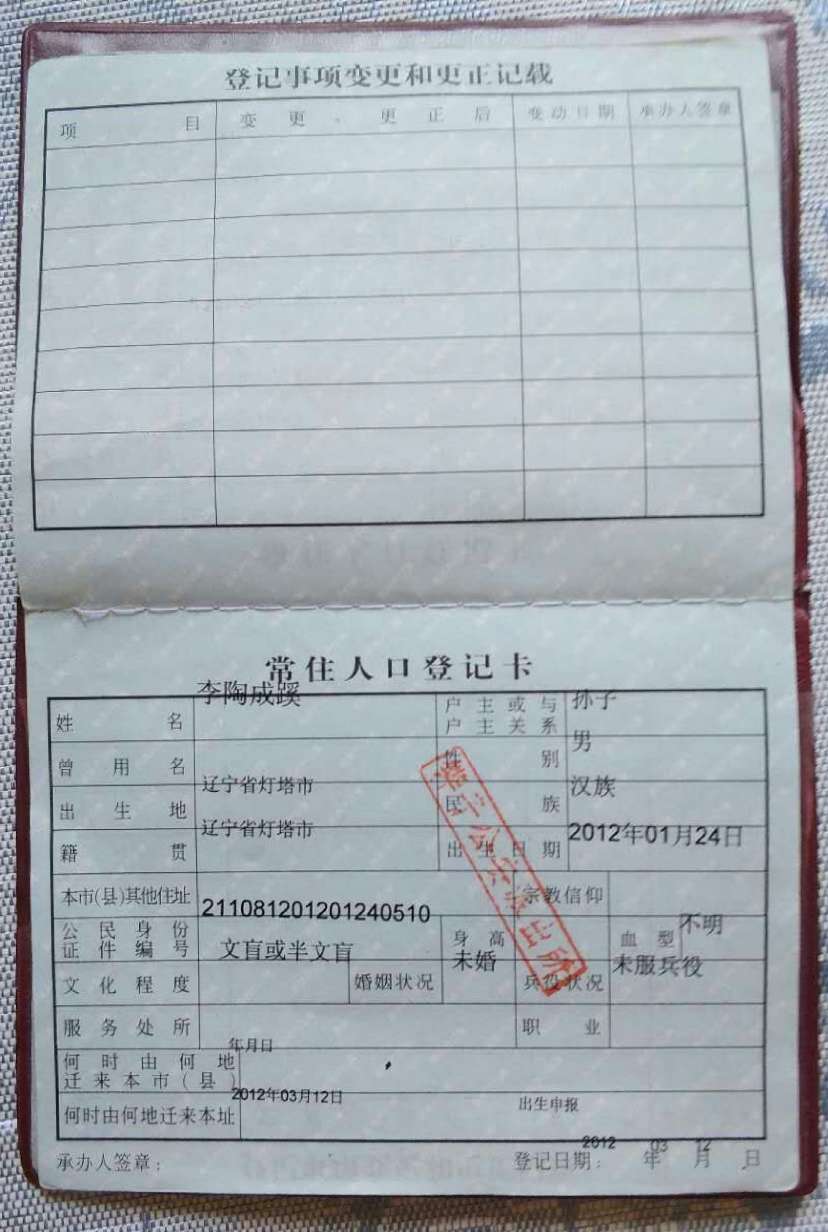 登记事项变更和更正记载
项目 变更、更正后 变动日期 承办人签章
常住人口登记卡
姓名 李陶成蹊 户主或与户主关系 孙子
曾用名 性别 男
出生地 辽宁省灯塔市 民族 汉族
籍贯 辽宁省灯塔市 出生日期 2012年01月24日
本市(县)其他住址 宗教信仰
公民身份证件编号 211081201201240510 身高 血型 不明
文化程度 文盲或半文盲 婚姻状况 未婚 兵役状况 未服兵役
服务处所 职业
何时由何地迁来本市(县) 年月日
何时由何地迁来本址 2012年03月12日 出生申报
承办人签章: 登记日期: 2012年03月12日
公安派出所